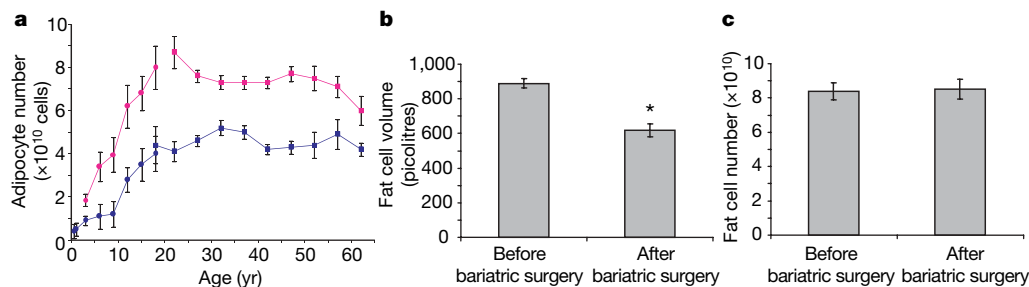 a
Adipocyte number
(×10¹⁰ cells)
10
8
6
4
2
0
0 10 20 30 40 50 60
Age (yr)
b
Fat cell volume
(picolitres)
1,000
800
600
400
200
0
*
Before
bariatric surgery
After
bariatric surgery
c
Fat cell number (×10¹⁰)
10
8
6
4
2
0
Before
bariatric surgery
After
bariatric surgery